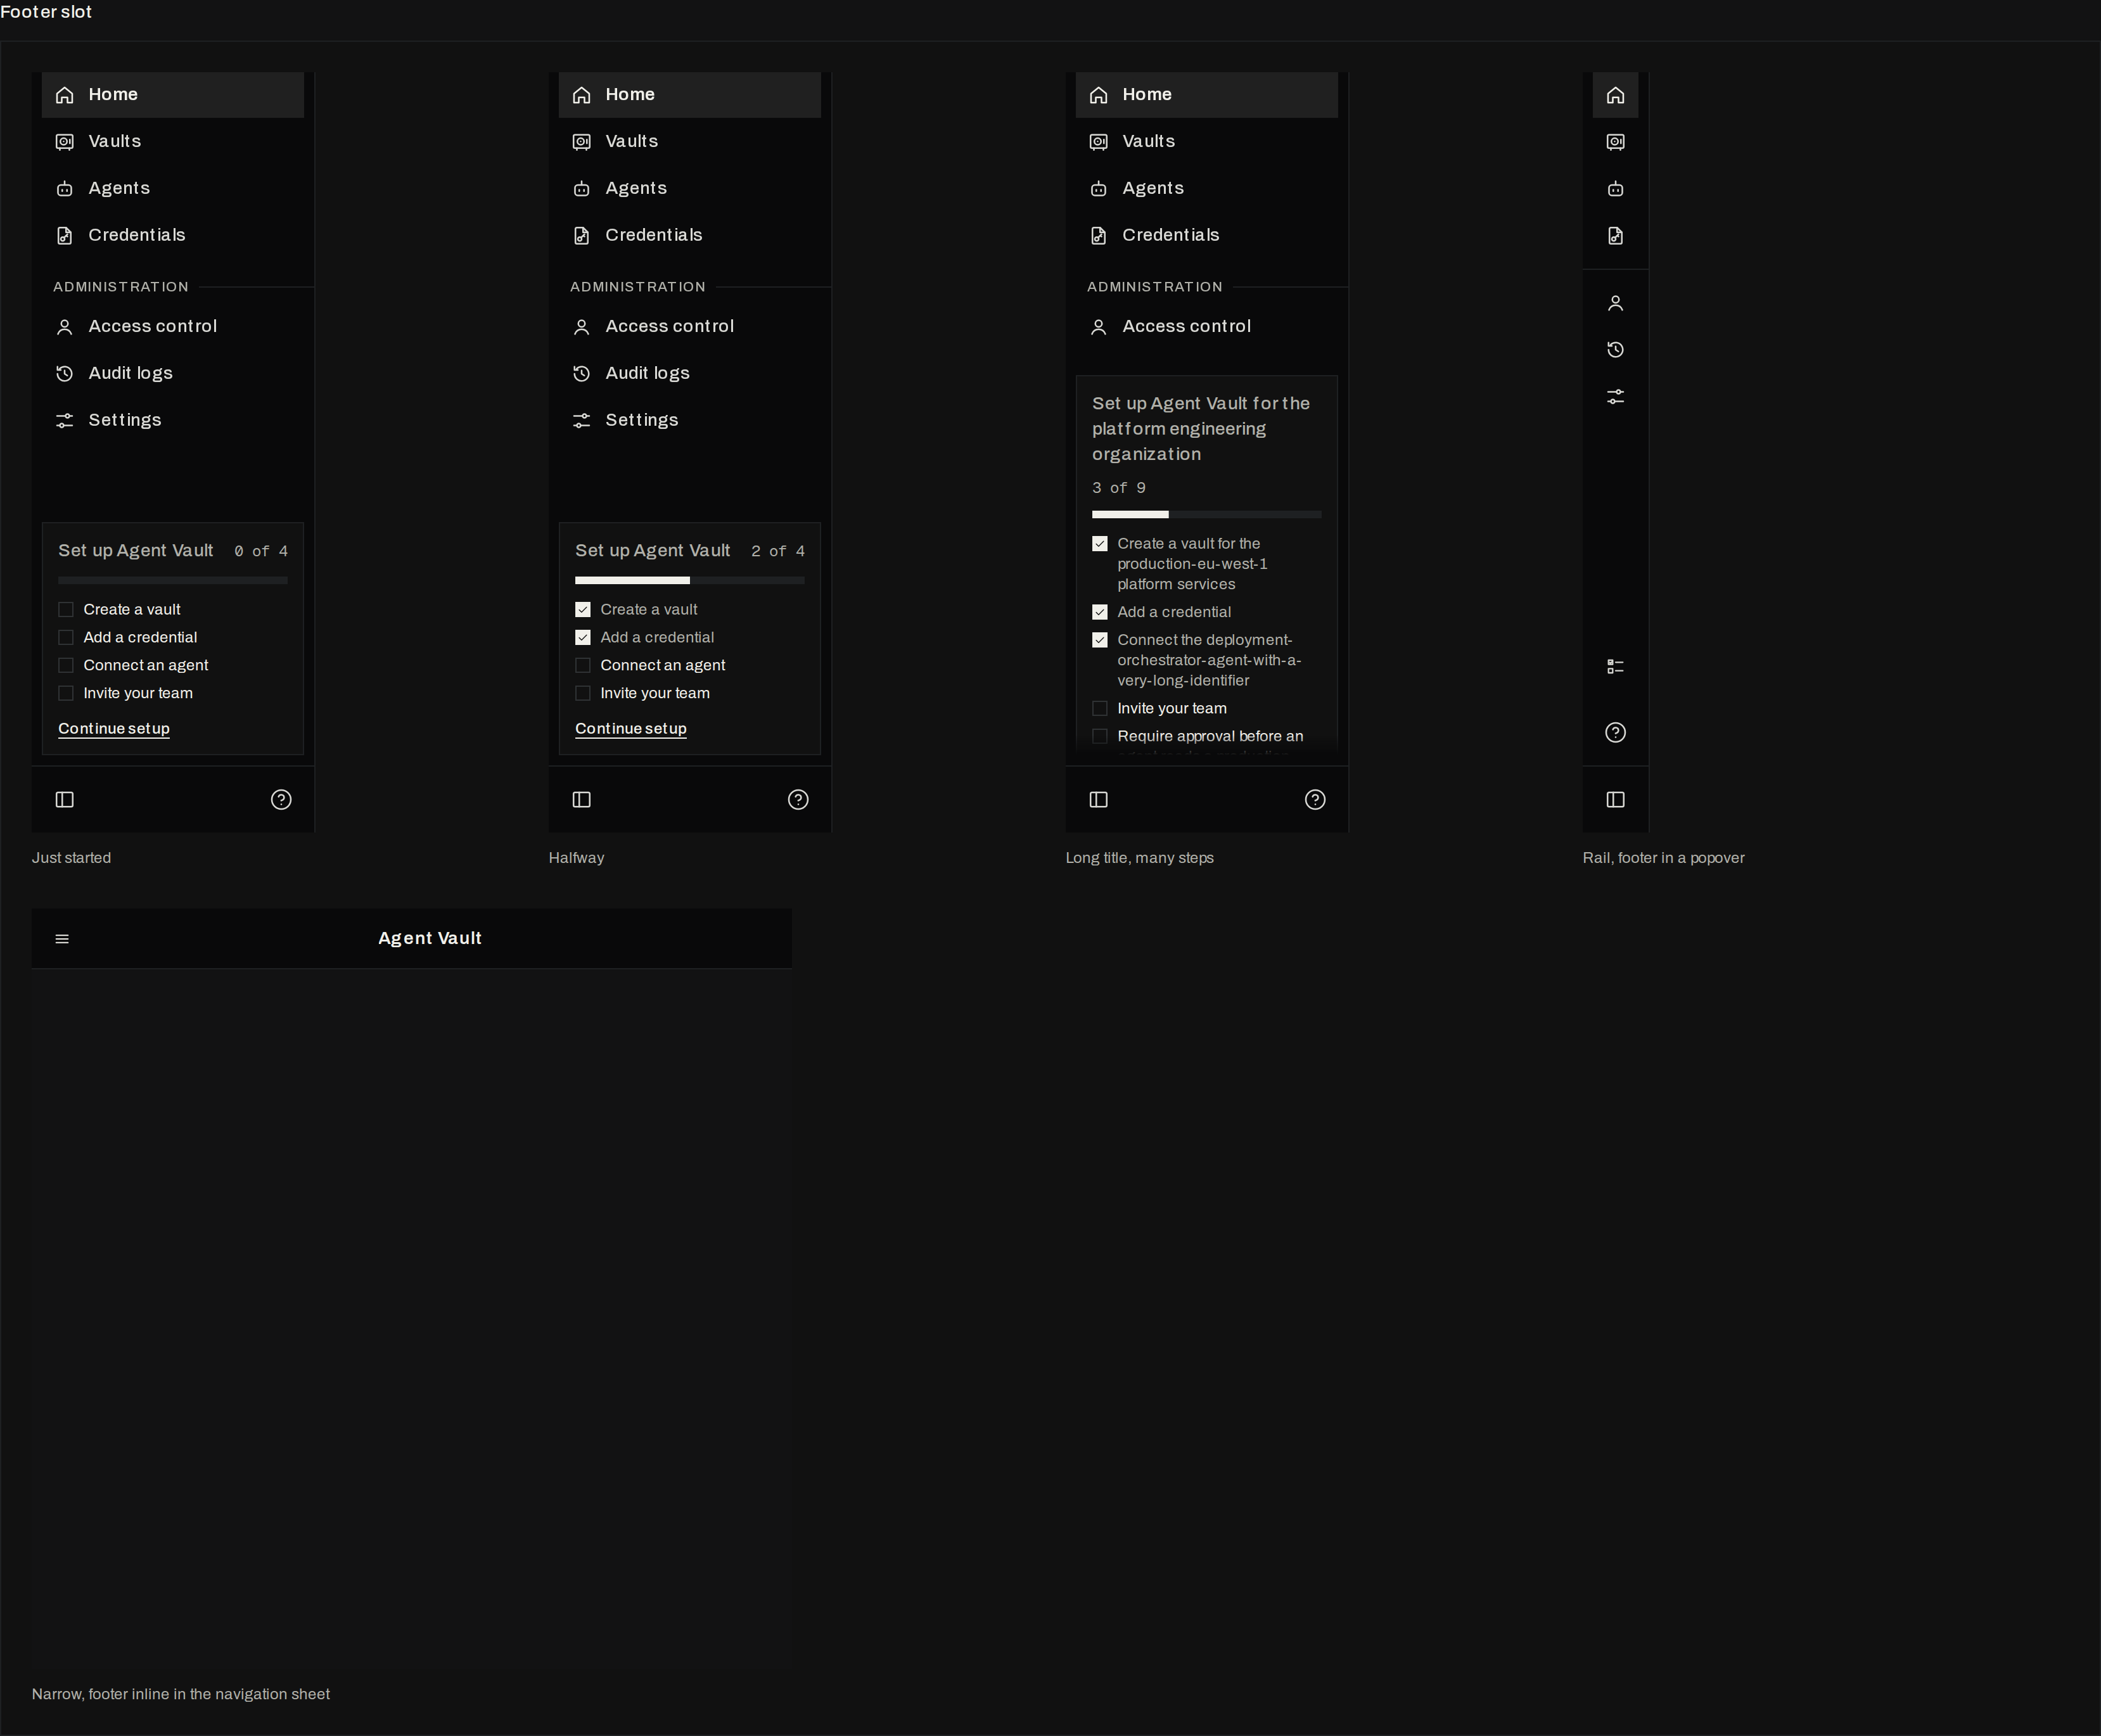 Footer slot
Home
Vaults
Agents
Credentials
ADMINISTRATION
Access control
Audit logs
Settings
Set up Agent Vault 0 of 4
Create a vault
Add a credential
Connect an agent
Invite your team
Continue setup
Just started
Home
Vaults
Agents
Credentials
ADMINISTRATION
Access control
Audit logs
Settings
Set up Agent Vault 2 of 4
Create a vault
Add a credential
Connect an agent
Invite your team
Continue setup
Halfway
Home
Vaults
Agents
Credentials
ADMINISTRATION
Access control
Set up Agent Vault for the
platform engineering
organization
3 of 9
Create a vault for the
production-eu-west-1
platform services
Add a credential
Connect the deployment-
orchestrator-agent-with-a-
very-long-identifier
Invite your team
Require approval before an
Long title, many steps
Rail, footer in a popover
Agent Vault
Narrow, footer inline in the navigation sheet